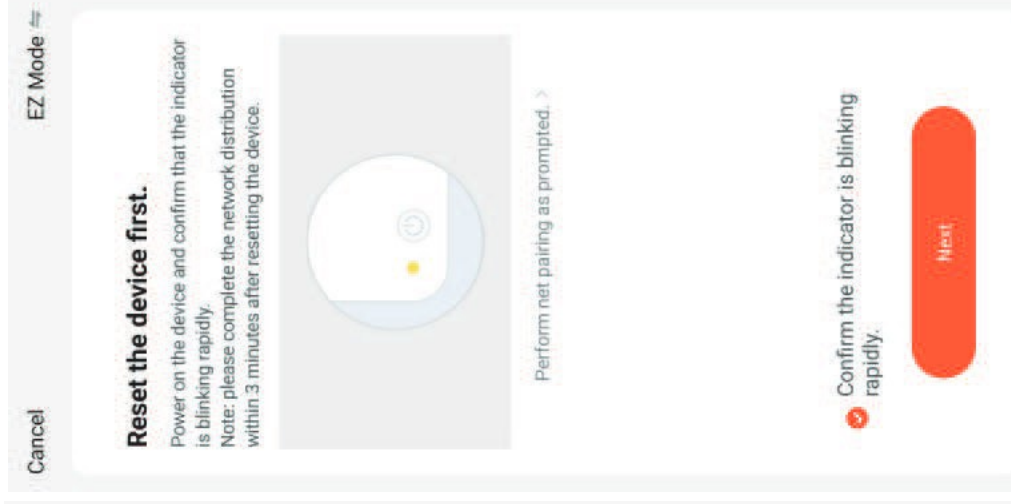 Cancel EZ Mode ⇋
Reset the device first.
Power on the device and confirm that the indicator
is blinking rapidly.
Note: please complete the network distribution
within 3 minutes after resetting the device.
Perform net pairing as prompted. >
Confirm the indicator is blinking
rapidly.
Next